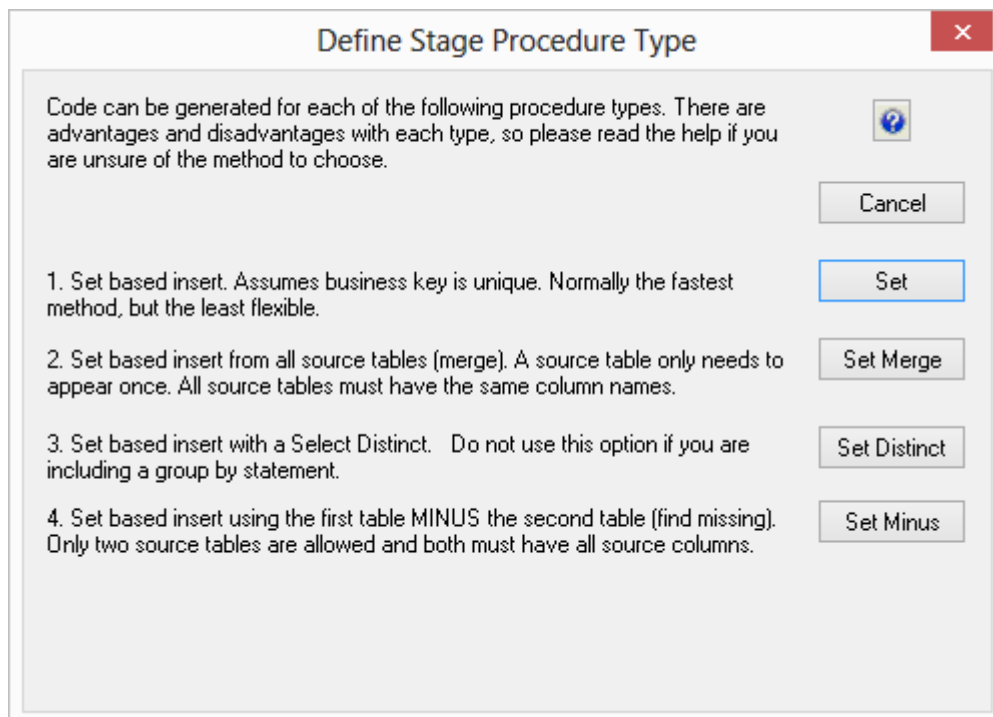 Define Stage Procedure Type
Code can be generated for each of the following procedure types. There are
advantages and disadvantages with each type, so please read the help if you
are unsure of the method to choose.
Cancel
1. Set based insert. Assumes business key is unique. Normally the fastest
method, but the least flexible.
Set
2. Set based insert from all source tables (merge). A source table only needs to
appear once. All source tables must have the same column names.
Set Merge
3. Set based insert with a Select Distinct.   Do not use this option if you are
including a group by statement.
Set Distinct
4. Set based insert using the first table MINUS the second table (find missing).
Only two source tables are allowed and both must have all source columns.
Set Minus